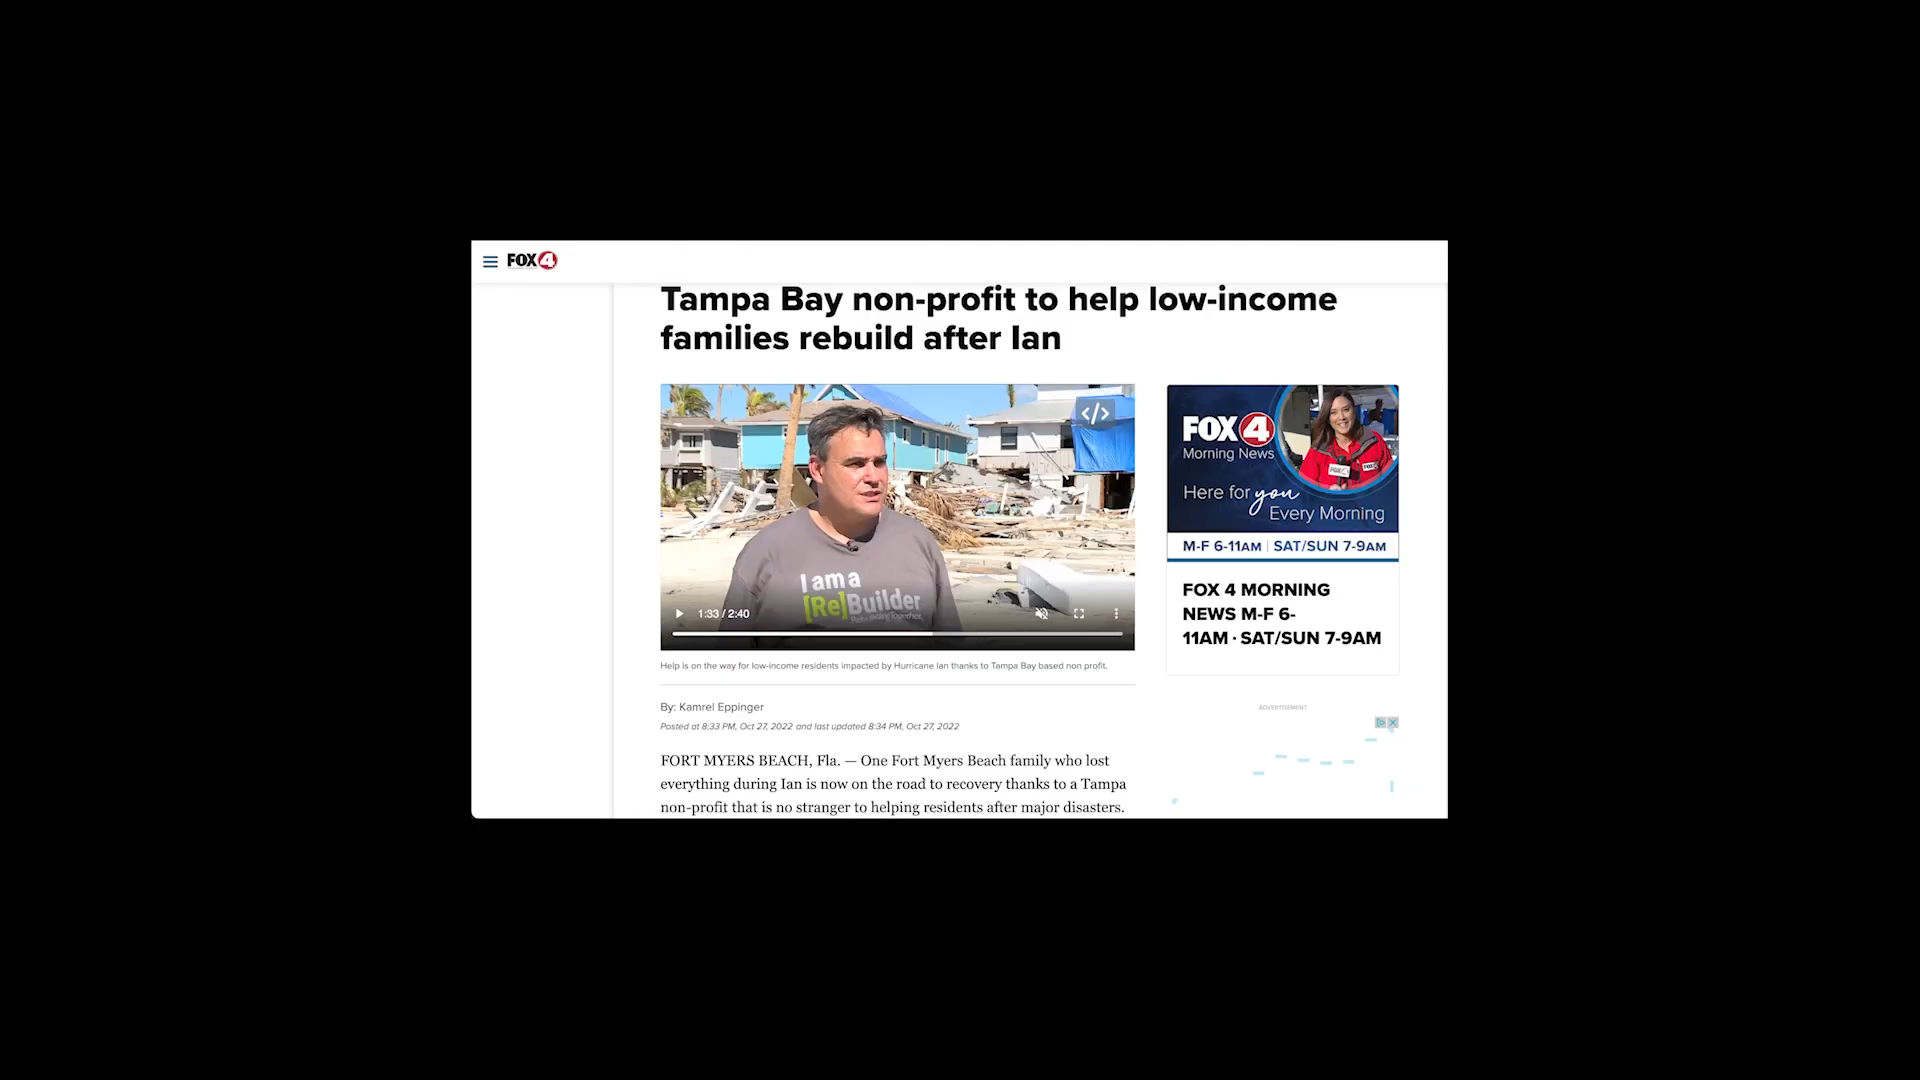 FOX 4
Tampa Bay non-profit to help low-income
families rebuild after Ian
</>
I am a
[Re]Builder
1:33 / 2:40
Help is on the way for low-income residents impacted by Hurricane Ian thanks to Tampa Bay based non profit.
By: Kamrel Eppinger
Posted at 8:33 PM, Oct 27, 2022 and last updated 8:34 PM, Oct 27, 2022
FORT MYERS BEACH, Fla. — One Fort Myers Beach family who lost
everything during Ian is now on the road to recovery thanks to a Tampa
non-profit that is no stranger to helping residents after major disasters.
FOX 4
Morning News
Here for you
Every Morning
M-F 6-11AM | SAT/SUN 7-9AM
FOX 4 MORNING
NEWS M-F 6-
11AM · SAT/SUN 7-9AM
ADVERTISEMENT